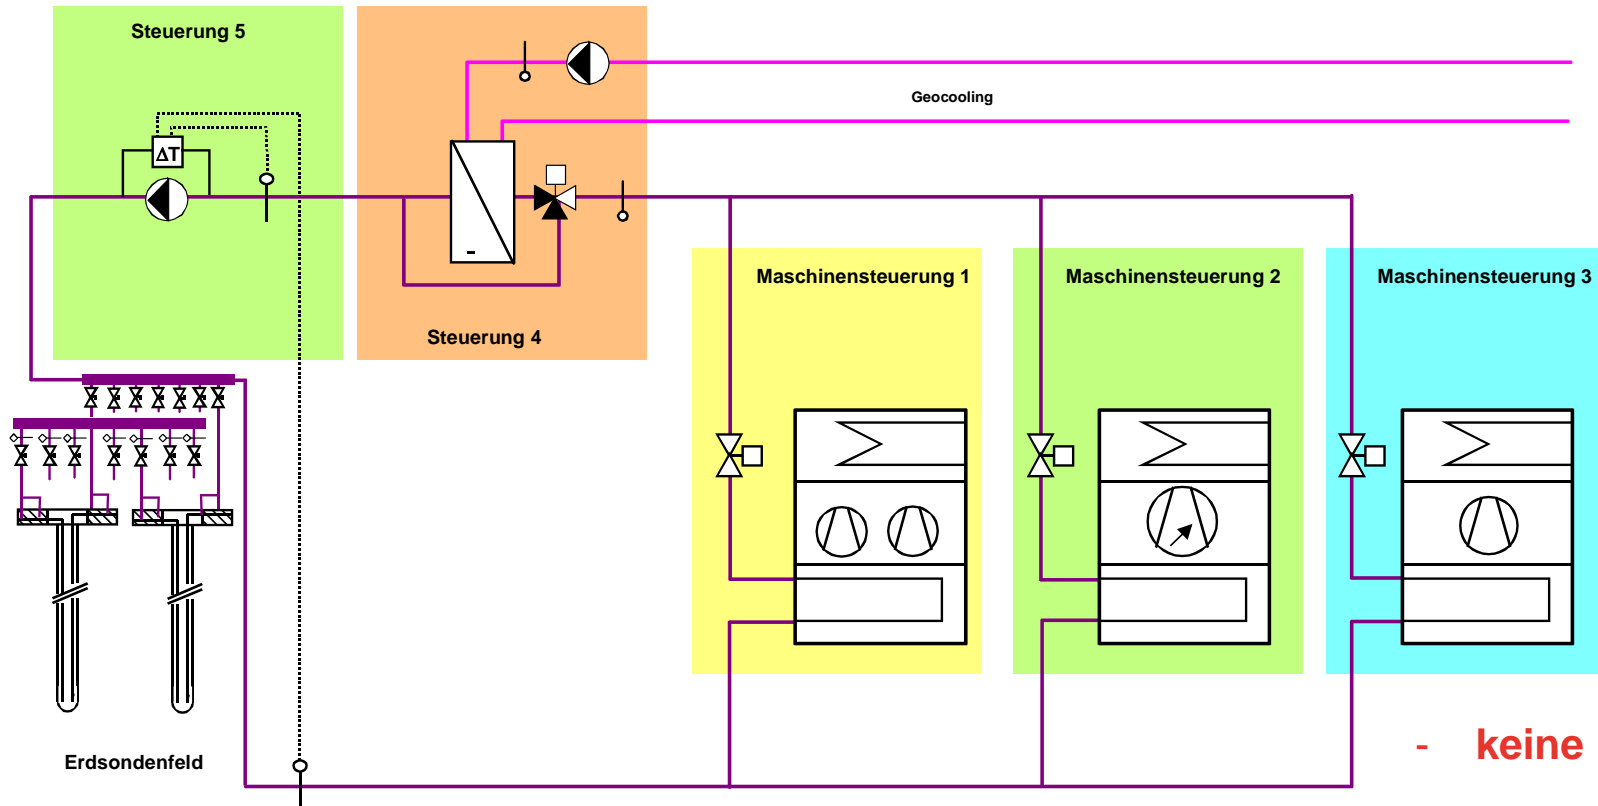 Steuerung 5
Geocooling
ΔT
Maschinensteuerung 1
Maschinensteuerung 2
Maschinensteuerung 3
Steuerung 4
- keine
Erdsondenfeld